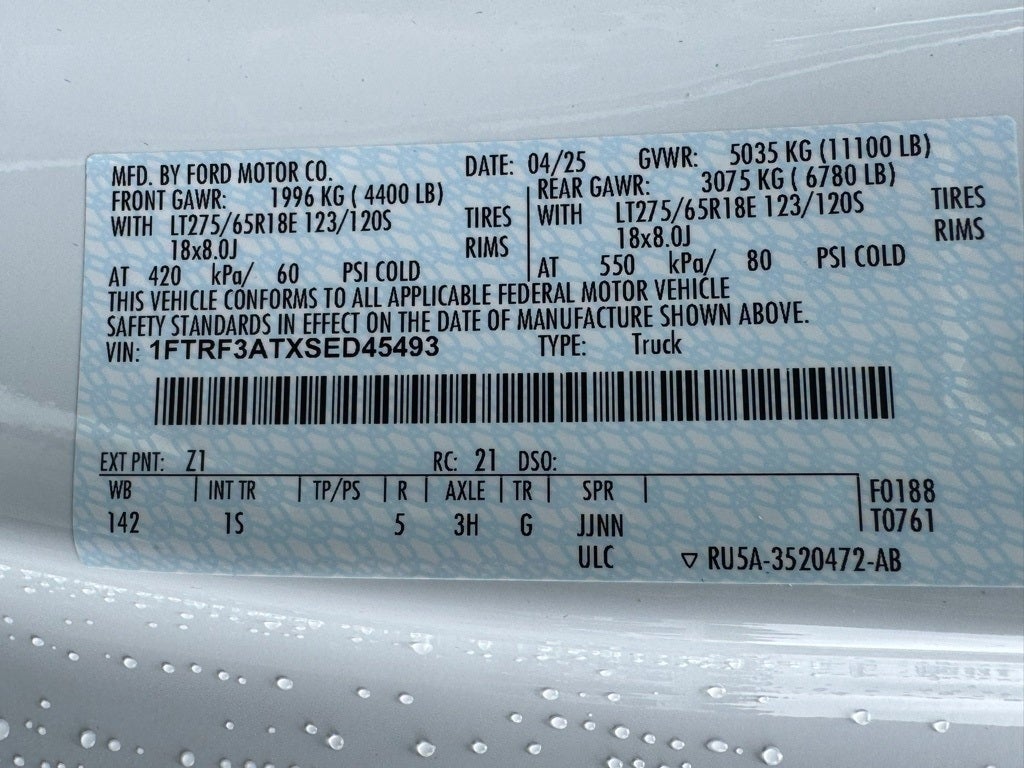 MFD. BY FORD MOTOR CO. DATE: 04/25 GVWR: 5035 KG (11100 LB)
FRONT GAWR: 1996 KG ( 4400 LB) REAR GAWR: 3075 KG ( 6780 LB)
WITH LT275/65R18E 123/120S TIRES WITH LT275/65R18E 123/120S TIRES
18x8.0J RIMS 18x8.0J RIMS
AT 420 kPa/ 60 PSI COLD AT 550 kPa/ 80 PSI COLD
THIS VEHICLE CONFORMS TO ALL APPLICABLE FEDERAL MOTOR VEHICLE
SAFETY STANDARDS IN EFFECT ON THE DATE OF MANUFACTURE SHOWN ABOVE.
VIN: 1FTRF3ATXSED45493 TYPE: Truck
EXT PNT: Z1 RC: 21 DSO:
WB | INT TR | TP/PS | R | AXLE | TR | SPR | F0188
142 1S 5 3H G JJNN T0761
ULC ▽ RU5A-3520472-AB